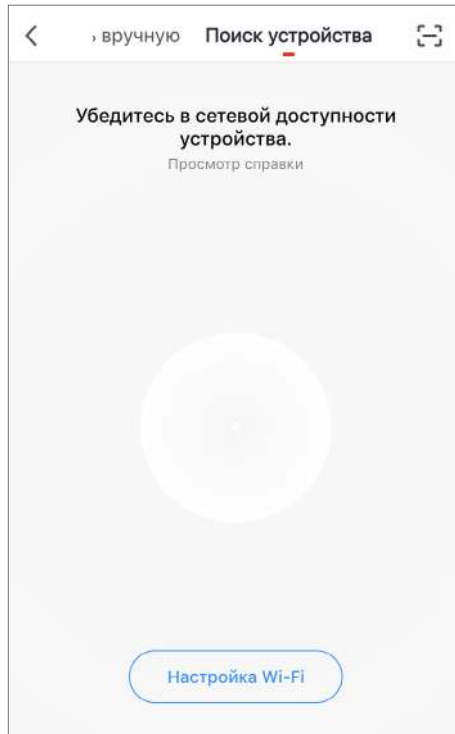 вручную Поиск устройства
Убедитесь в сетевой доступности
устройства.
Просмотр справки
Настройка Wi-Fi